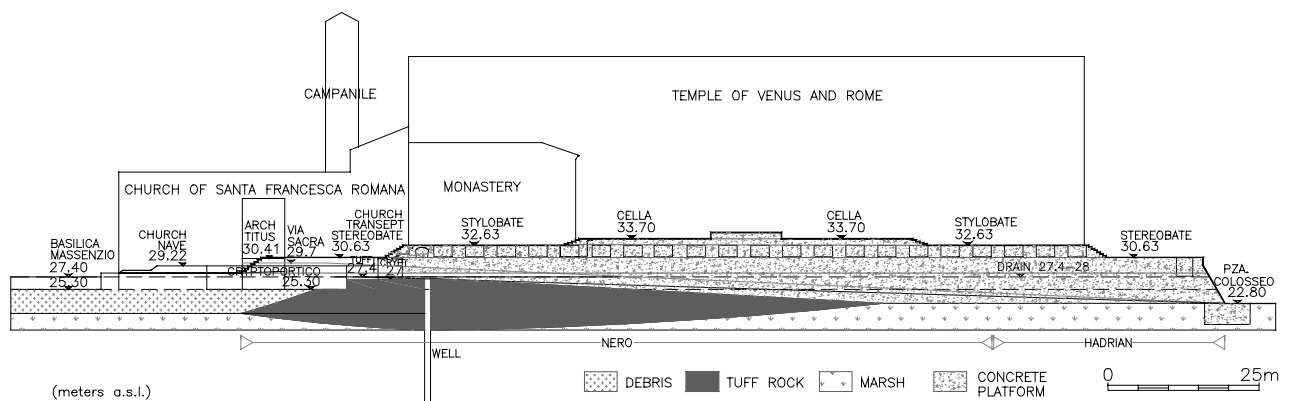 CAMPANILE
TEMPLE OF VENUS AND ROME
CHURCH OF SANTA FRANCESCA ROMANA
MONASTERY
BASILICA
MASSENZIO
27.40
25.30
CHURCH
NAVE
29.22
ARCH
TITUS
30.41
VIA
SACRA
29.7
CHURCH
TRANSEPT
STEREOBATE
30.63
STYLOBATE
32.63
CELLA
33.70
CELLA
33.70
STYLOBATE
32.63
STEREOBATE
30.63
CRYPTOPORTICO
25.30
TUFF
27.4
CRYPT
27
DRAIN 27.4-28
PZA.
COLOSSEO
22.80
NERO
HADRIAN
WELL
(meters a.s.l.)
DEBRIS
TUFF ROCK
MARSH
CONCRETE
PLATFORM
0
25m